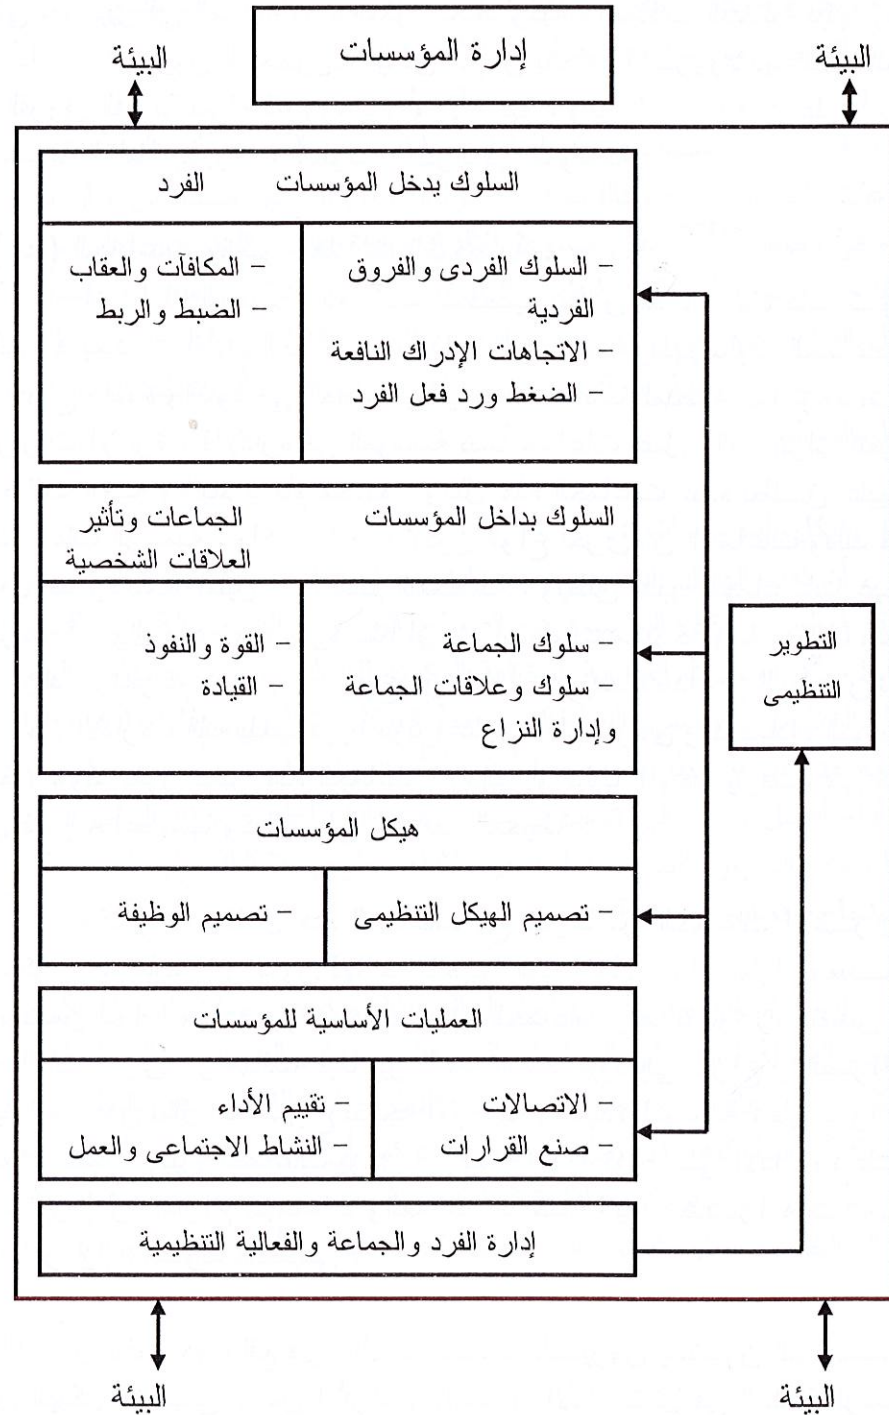 إدارة المؤسسات
البيئة
البيئة
السلوك يدخل المؤسسات الفرد
– السلوك الفردى والفروق
الفردية
– الاتجاهات الإدراك النافعة
– الضغط ورد فعل الفرد
– المكافآت والعقاب
– الضبط والربط
السلوك بداخل المؤسسات
الجماعات وتأثير
العلاقات الشخصية
– سلوك الجماعة
– سلوك وعلاقات الجماعة
وإدارة النزاع
– القوة والنفوذ
– القيادة
التطوير
التنظيمى
هيكل المؤسسات
– تصميم الهيكل التنظيمى
– تصميم الوظيفة
العمليات الأساسية للمؤسسات
– الاتصالات
– صنع القرارات
– تقييم الأداء
– النشاط الاجتماعى والعمل
إدارة الفرد والجماعة والفعالية التنظيمية
البيئة
البيئة